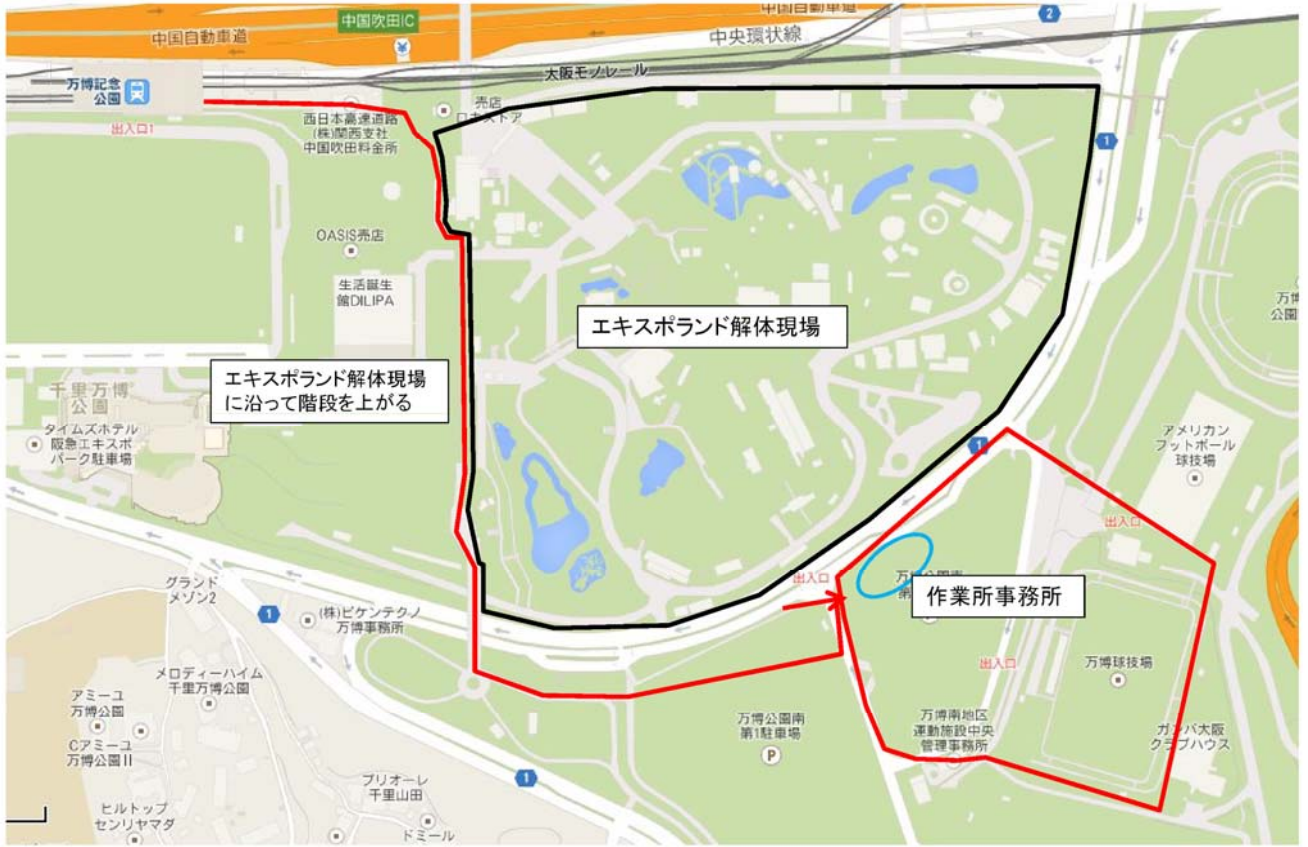 中国吹田IC
中国自動車道
中国自動車道
2
中央環状線
大阪モノレール
万博記念
公園
出入口1
西日本高速道路
(株)関西支社
中国吹田料金所
売店
1
OASIS売店
生活誕生
館DILIPA
エキスポランド解体現場
エキスポランド解体現場
に沿って階段を上がる
千里万博
公園
タイムズホテル
阪急エキスポ
パーク駐車場
アメリカン
フットボール
球技場
1
出入口
出入口
作業所事務所
グランド
メゾン2
1
(株)ビケンテクノ
万博事務所
出入口
万博球技場
メロディーハイム
千里万博公園
アミーユ
万博公園
Cアミーユ
万博公園II
万博公園南
第1駐車場
P
万博南地区
運動施設中央
管理事務所
ガンバ大阪
クラブハウス
1
プリオーレ
千里山田
ヒルトップ
センリヤマダ
ドミール